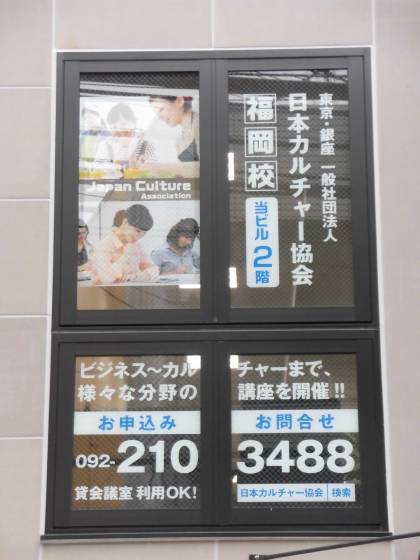 東京・銀座 一般社団法人
日本カルチャー協会
福岡校
当ビル2階
Japan Culture
Association
ビジネス～カルチャーまで、
様々な分野の講座を開催!!
お申込み お問合せ
092-210 3488
貸会議室 利用OK!
日本カルチャー協会 検索